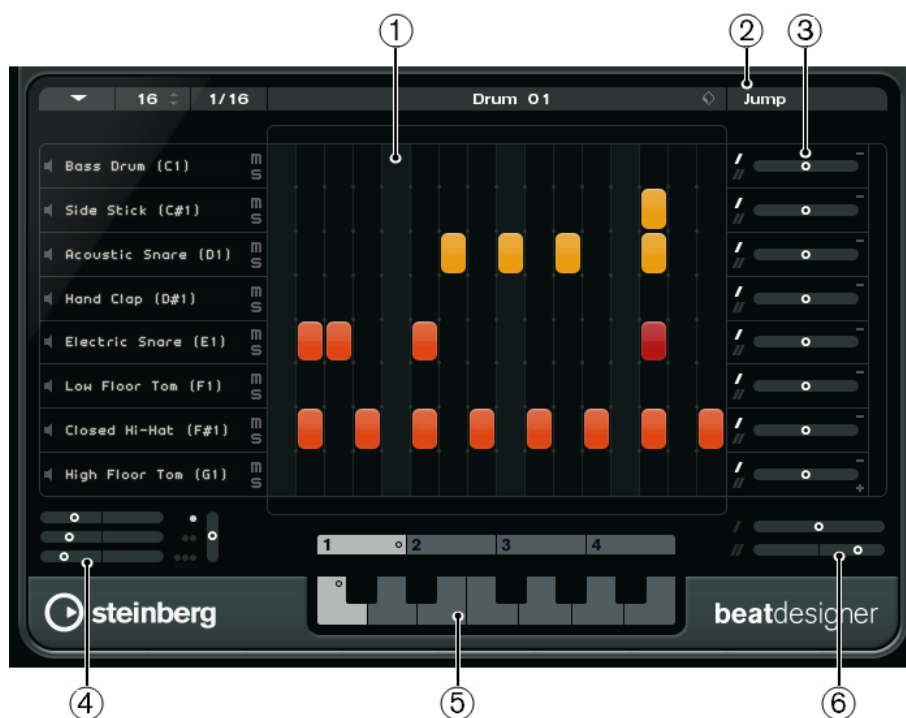 ① ② ③
16 1/16 Drum 01 Jump
Bass Drum (C1) m s
Side Stick (C#1) m s
Acoustic Snare (D1) m s
Hand Clap (D#1) m s
Electric Snare (E1) m s
Low Floor Tom (F1) m s
Closed Hi-Hat (F#1) m s
High Floor Tom (G1) m s
1 2 3 4
steinberg beatdesigner
④ ⑤ ⑥